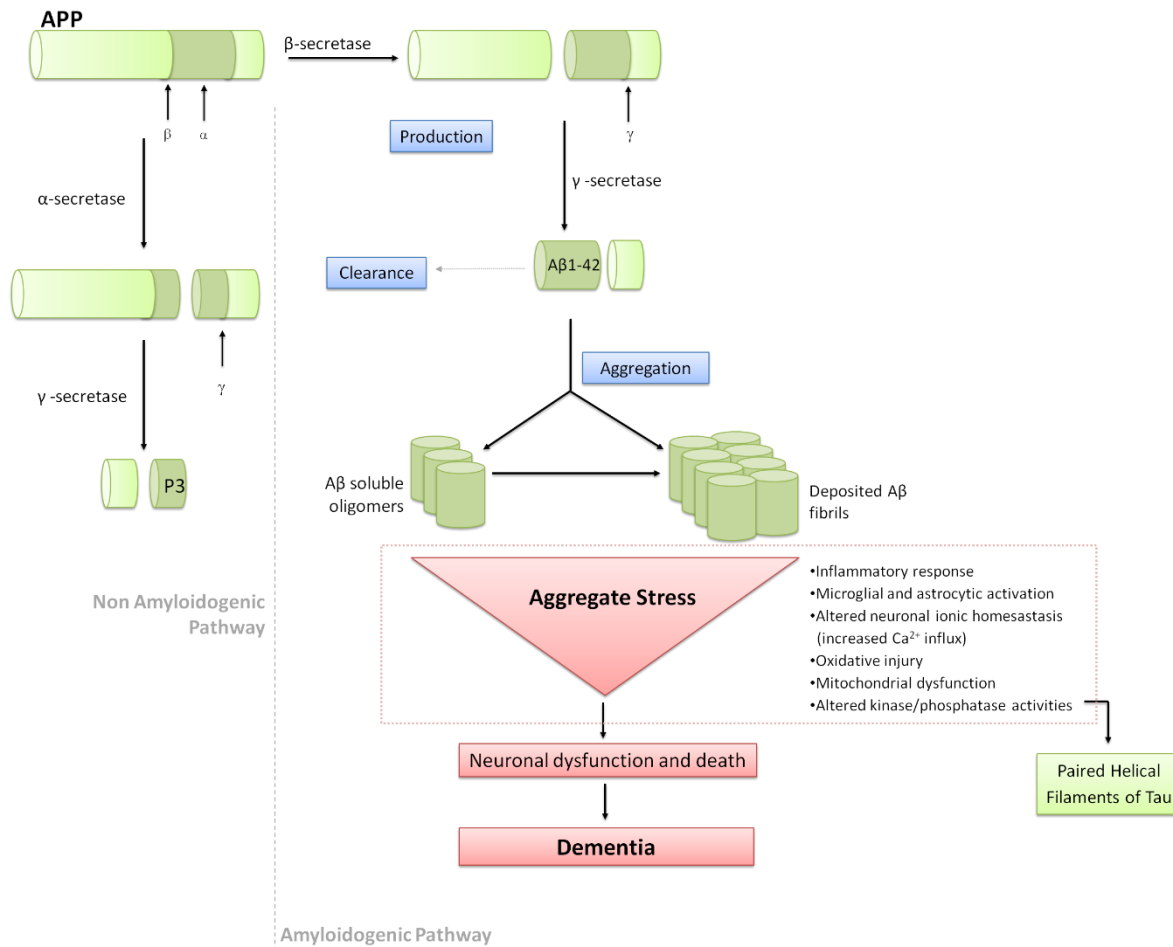 APP
β-secretase
β
α
γ
Production
α-secretase
γ -secretase
Aβ1-42
Clearance
γ
Aggregation
γ -secretase
P3
Aβ soluble
oligomers
Deposited Aβ
fibrils
Non Amyloidogenic
Pathway
Aggregate Stress
•Inflammatory response
•Microglial and astrocytic activation
•Altered neuronal ionic homesastasis
(increased Ca²⁺ influx)
•Oxidative injury
•Mitochondrial dysfunction
•Altered kinase/phosphatase activities
Neuronal dysfunction and death
Paired Helical
Filaments of Tau
Dementia
Amyloidogenic Pathway